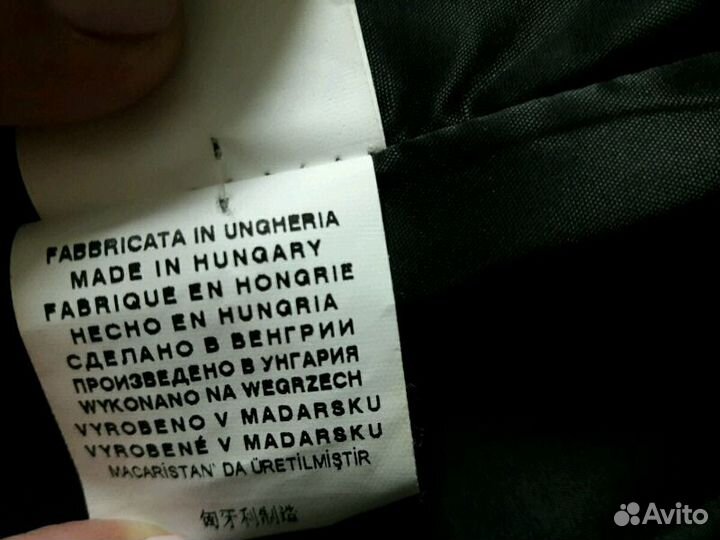 FABBRICATA IN UNGHERIA
MADE IN HUNGARY
FABRIQUÉ EN HONGRIE
HECHO EN HUNGRIA
СДЕЛАНО В ВЕНГРИИ
ПРОИЗВЕДЕНО В УНГАРИЯ
WYKONANO NA WEGRZECH
VYROBENO V MADARSKU
VYROBENÉ V MADARSKU
MACARİSTAN' DA ÜRETİLMİŞTİR
匈牙利制造
Avito